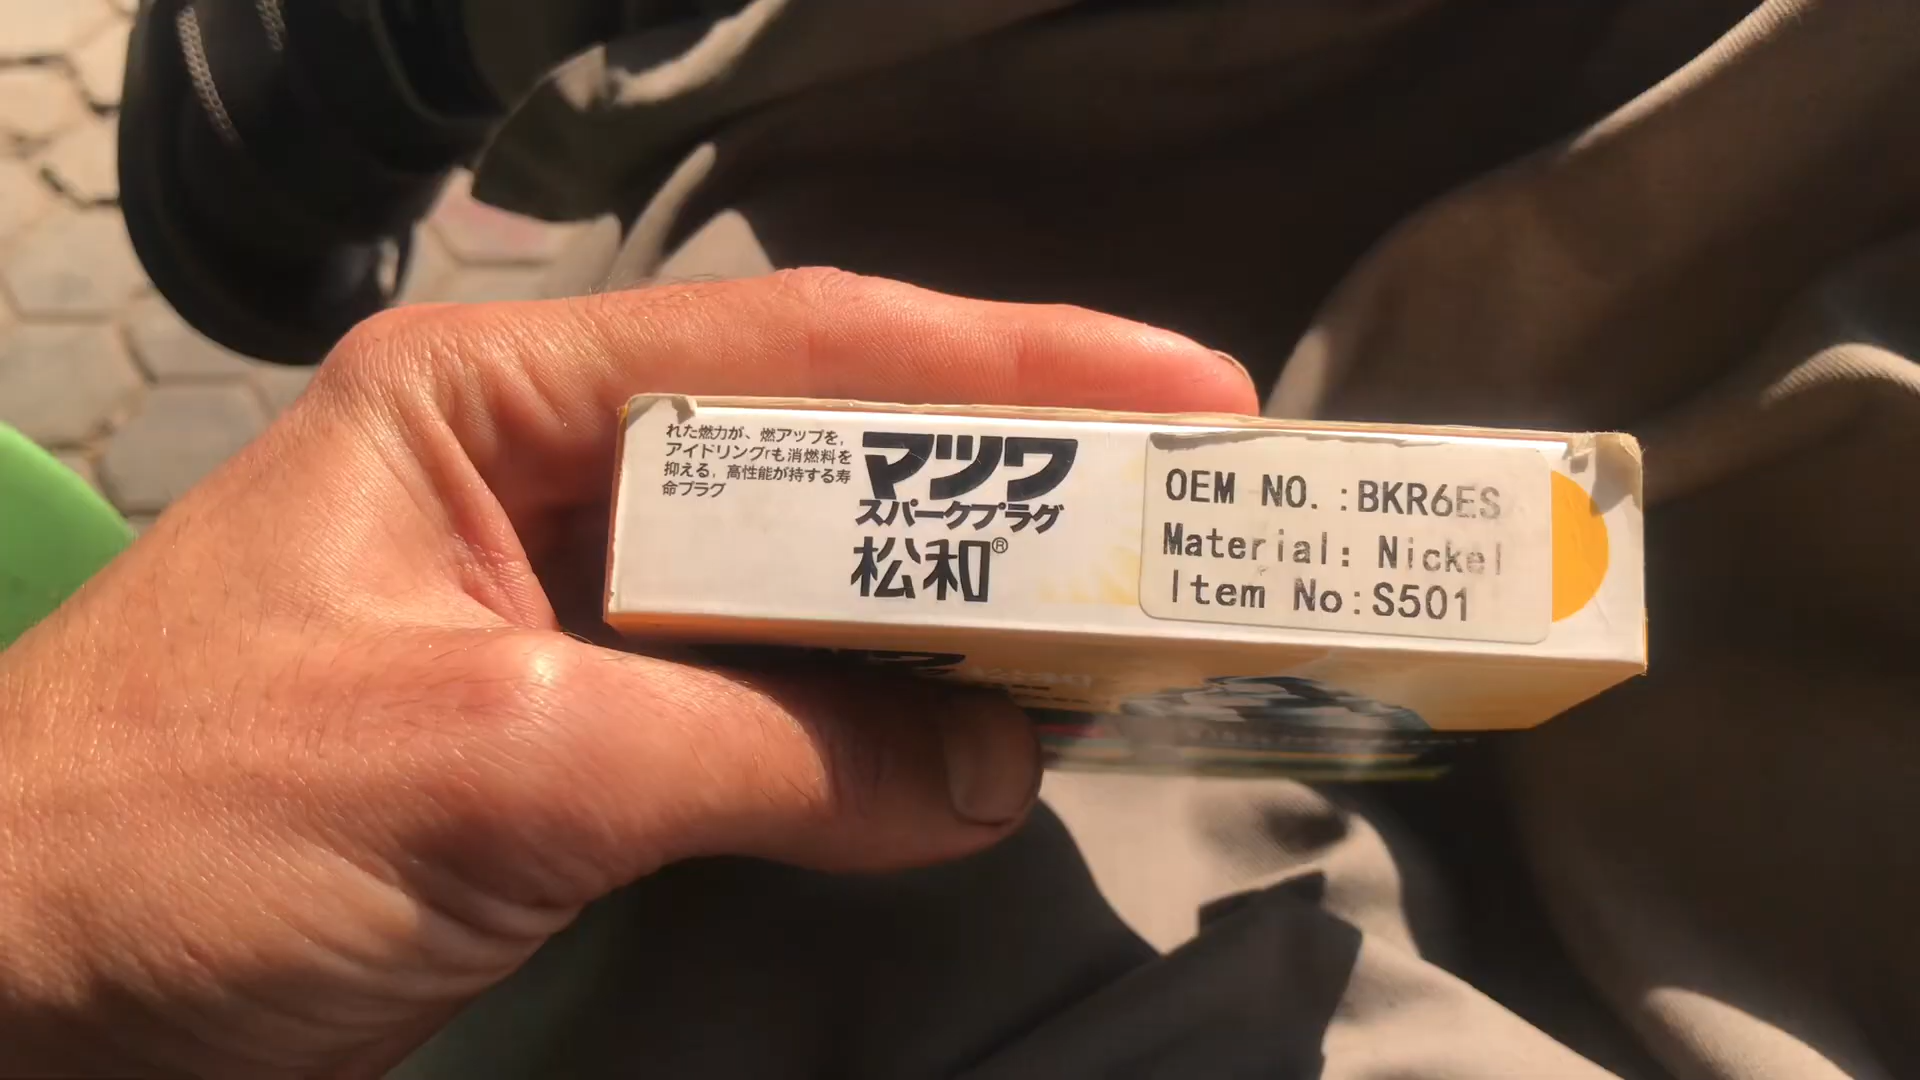 れた燃力が、燃アップを,
アイドリングrも消燃料を
抑える, 高性能が持する寿
命プラグ
マツワ
スパークプラグ
松和®
OEM NO. :BKR6ES
Material: Nickel
Item No:S501